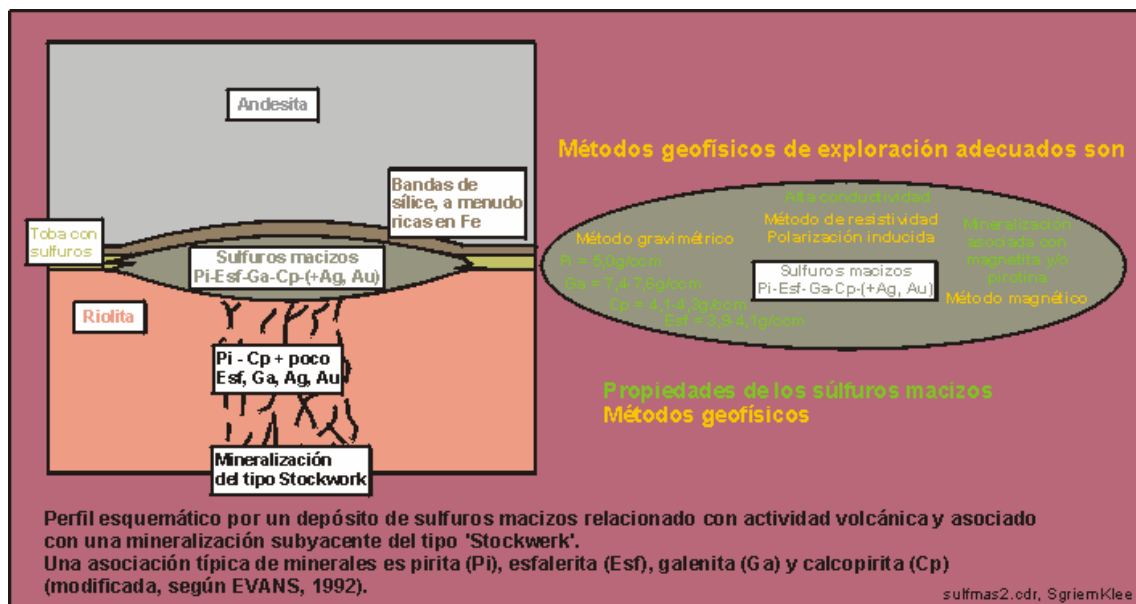 Andesita
Bandas de
sílice, a menudo
ricas en Fe
Toba con
sulfuros
Sulfuros macizos
Pi-Esf-Ga-Cp-(+Ag, Au)
Riolita
Pi - Cp + poco
Esf, Ga, Ag, Au
Mineralización
del tipo Stockwork
Métodos geofísicos de exploración adecuados son
Alta conductividad
Método de resistividad
Polarización inducida
Método gravimétrico
Pi = 5,0g/ccm
Ga = 7,4-7,6g/ccm
Cp = 4,1-4,3g/ccm
Esf = 3,9-4,1g/ccm
Sulfuros macizos
Pi-Esf-Ga-Cp-(+Ag, Au)
Mineralización
asociada con
magnetita y/o
pirotina
Método magnético
Propiedades de los súlfuros macizos
Métodos geofísicos
Perfil esquemático por un depósito de sulfuros macizos relacionado con actividad volcánica y asociado
con una mineralización subyacente del tipo 'Stockwerk'.
Una asociación típica de minerales es pirita (Pi), esfalerita (Esf), galenita (Ga) y calcopirita (Cp)
(modificada, según EVANS, 1992).
sulfmas2.cdr, SgriemKlee